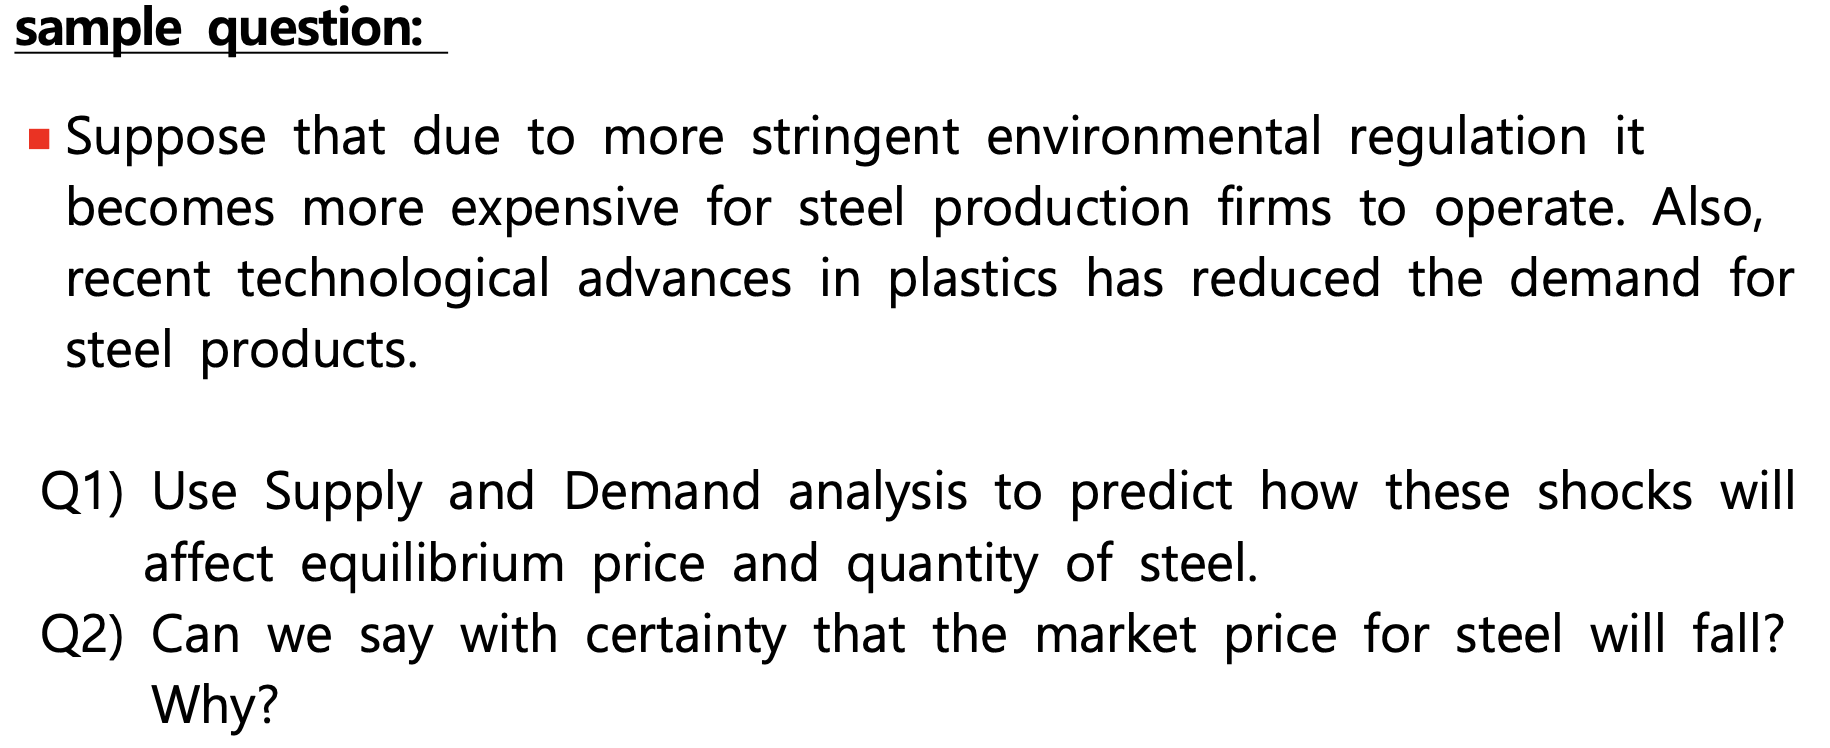 sample question:
Suppose that due to more stringent environmental regulation it
becomes more expensive for steel production firms to operate. Also,
recent technological advances in plastics has reduced the demand for
steel products.
Q1) Use Supply and Demand analysis to predict how these shocks will
affect equilibrium price and quantity of steel.
Q2) Can we say with certainty that the market price for steel will fall?
Why?